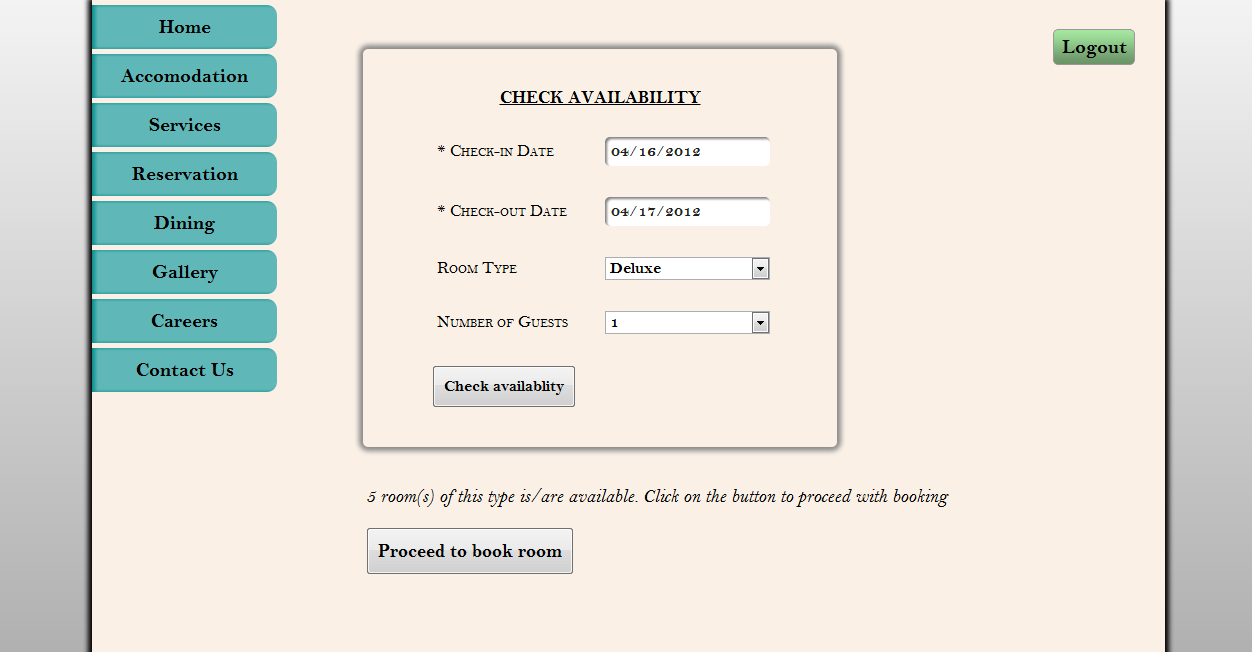 Home
Accomodation
Services
Reservation
Dining
Gallery
Careers
Contact Us
Logout
CHECK AVAILABILITY
* Check-in Date 04/16/2012
* Check-out Date 04/17/2012
Room Type Deluxe
Number of Guests 1
Check availablity
5 room(s) of this type is/are available. Click on the button to proceed with booking
Proceed to book room